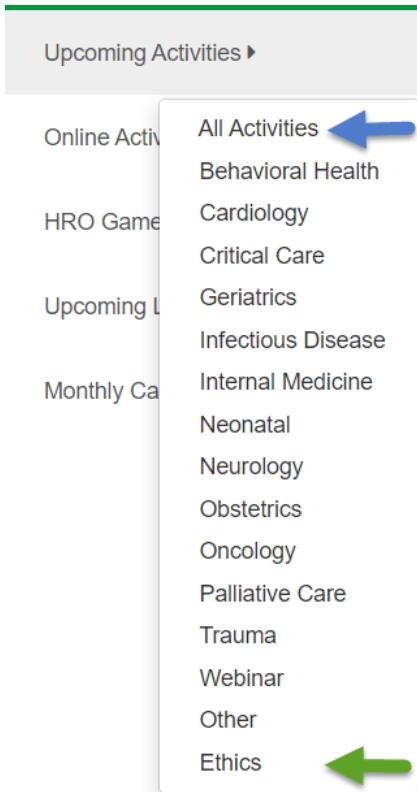 Upcoming Activities
All Activities
Online Activ
Behavioral Health
Cardiology
HRO Game
Critical Care
Geriatrics
Upcoming L
Infectious Disease
Internal Medicine
Monthly Ca
Neonatal
Neurology
Obstetrics
Oncology
Palliative Care
Trauma
Webinar
Other
Ethics